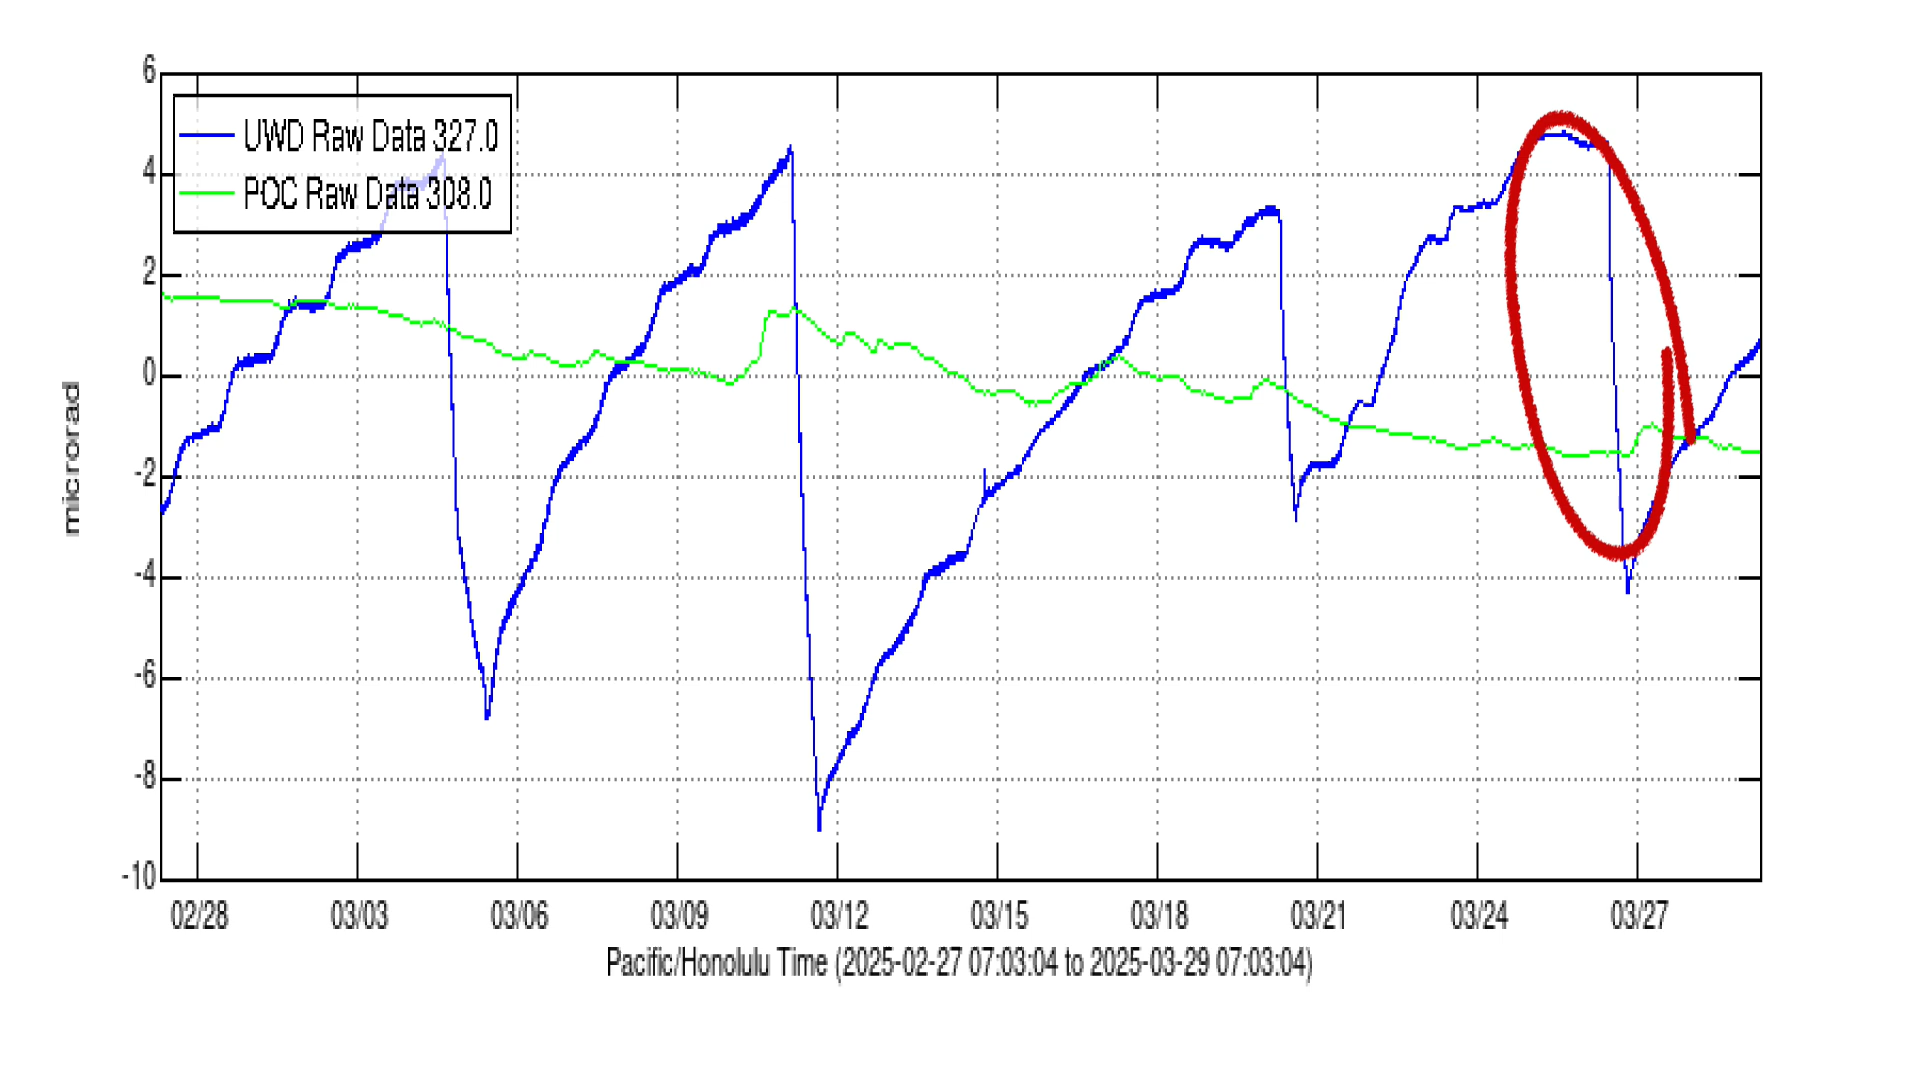 6
UWD Raw Data 327.0
4
POC Raw Data 308.0
2
0
microrad
-2
-4
-6
-8
-10
02/28 03/03 03/06 03/09 03/12 03/15 03/18 03/21 03/24 03/27
Pacific/Honolulu Time (2025-02-27 07:03:04 to 2025-03-29 07:03:04)